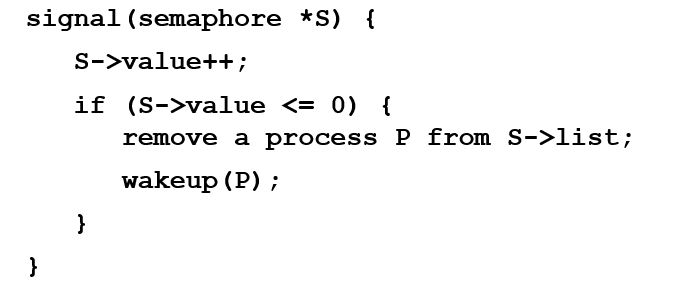 signal(semaphore *S) {
S->value++;
if (S->value <= 0) {
remove a process P from S->list;
wakeup(P);
}
}